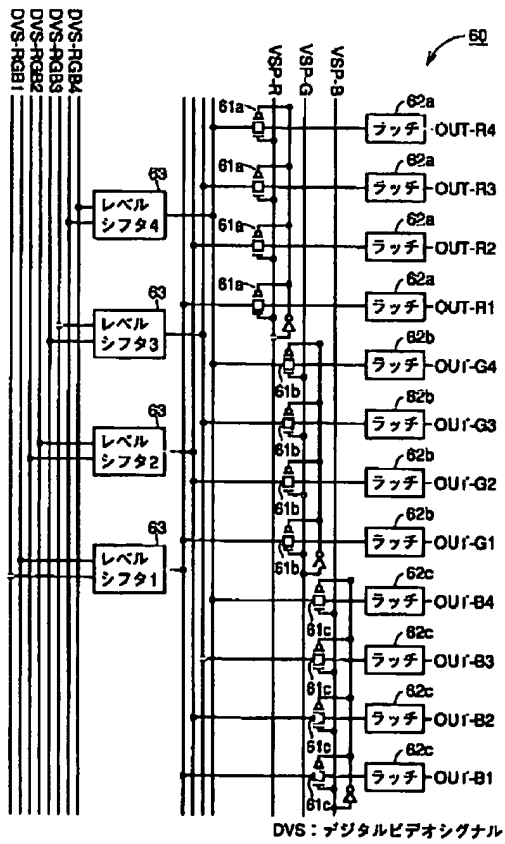 DVS-RGB1
DVS-RGB2
DVS-RGB3
DVS-RGB4
VSP-R
VSP-G
VSP-B
60
61a
62a
ラッチ
OUT-R4
61a
62a
ラッチ
OUT-R3
63
レベル
シフタ4
61a
62a
ラッチ
OUT-R2
61a
62a
ラッチ
OUT-R1
63
レベル
シフタ3
61b
62b
ラッチ
OUT-G4
61b
62b
ラッチ
OUT-G3
63
レベル
シフタ2
61b
62b
ラッチ
OUT-G2
61b
62b
ラッチ
OUT-G1
63
レベル
シフタ1
61c
62c
ラッチ
OUT-B4
61c
62c
ラッチ
OUT-B3
61c
62c
ラッチ
OUT-B2
61c
62c
ラッチ
OUT-B1
DVS:デジタルビデオシグナル